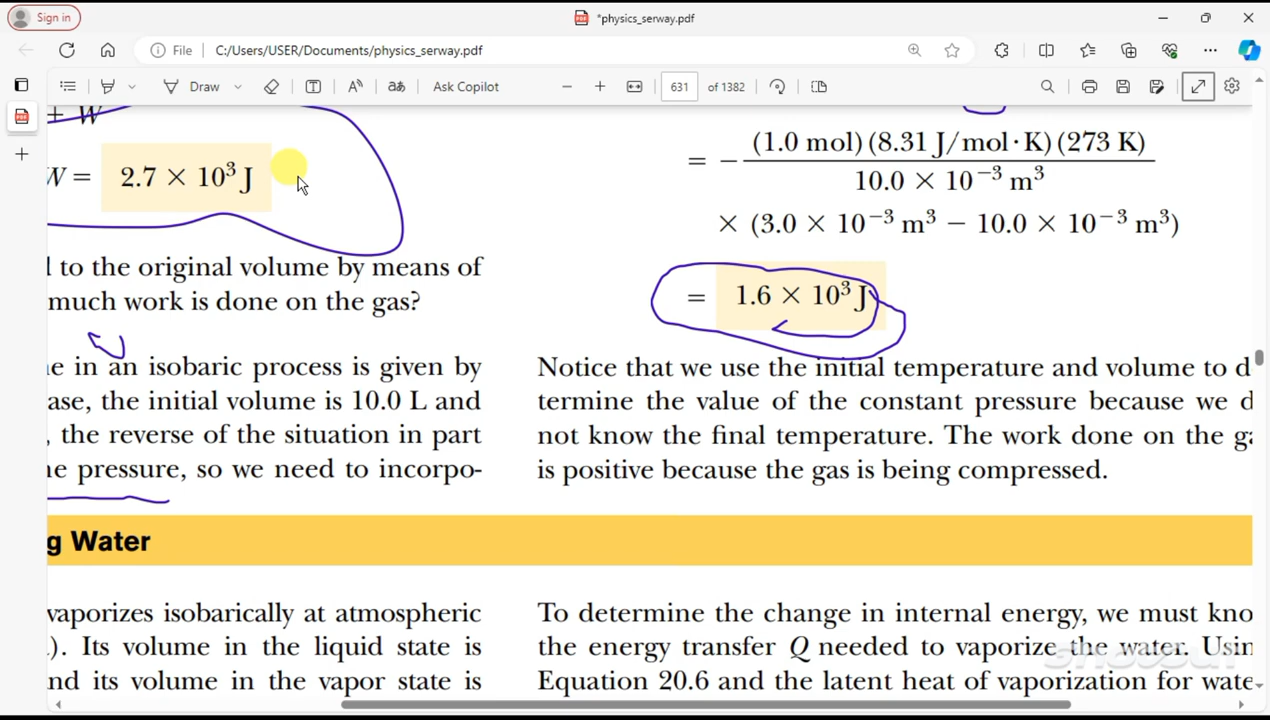 Sign in
*physics_serway.pdf
File
C:/Users/USER/Documents/physics_serway.pdf
Draw
aあ
Ask Copilot
631 of 1382
+ W
W = 2.7 × 10³ J
d to the original volume by means of
much work is done on the gas?
e in an isobaric process is given by
ase, the initial volume is 10.0 L and
, the reverse of the situation in part
e pressure, so we need to incorpo-
= − (1.0 mol)(8.31 J/mol·K)(273 K)
10.0 × 10⁻³ m³
× (3.0 × 10⁻³ m³ − 10.0 × 10⁻³ m³)
= 1.6 × 10³ J
Notice that we use the initial temperature and volume to d
termine the value of the constant pressure because we d
not know the final temperature. The work done on the ga
is positive because the gas is being compressed.
g Water
vaporizes isobarically at atmospheric
). Its volume in the liquid state is
nd its volume in the vapor state is
To determine the change in internal energy, we must kno
the energy transfer Q needed to vaporize the water. Usin
Equation 20.6 and the latent heat of vaporization for wate